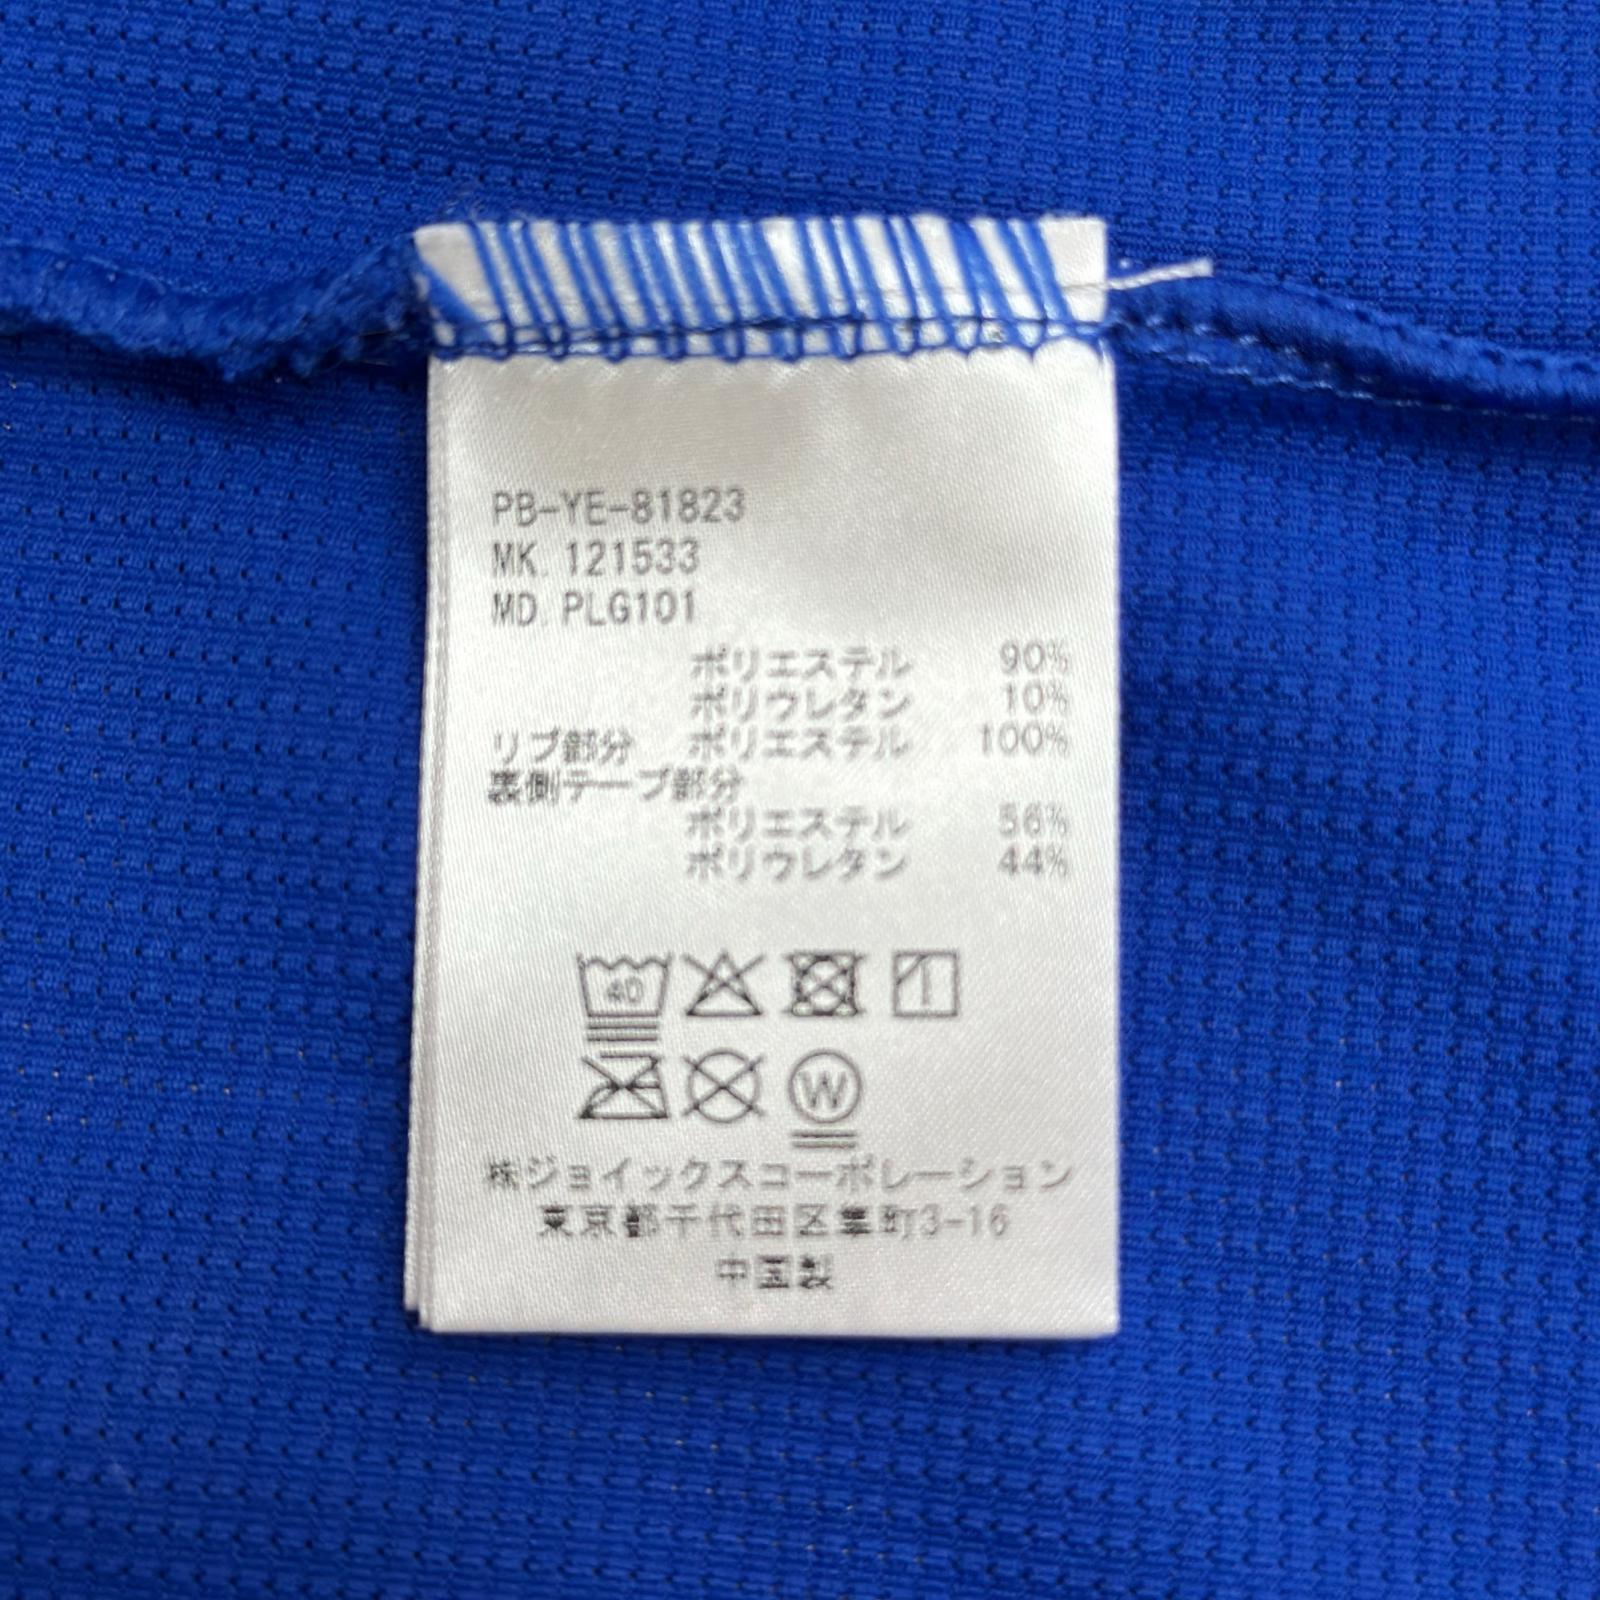 PB-YE-81823
MK. 121533
MD. PLG101
ポリエステル 90%
ポリウレタン 10%
リブ部分 ポリエステル 100%
裏側テープ部分
ポリエステル 56%
ポリウレタン 44%
40
W
㈱ジョイックスコーポレーション
東京都千代田区隼町3-16
中国製